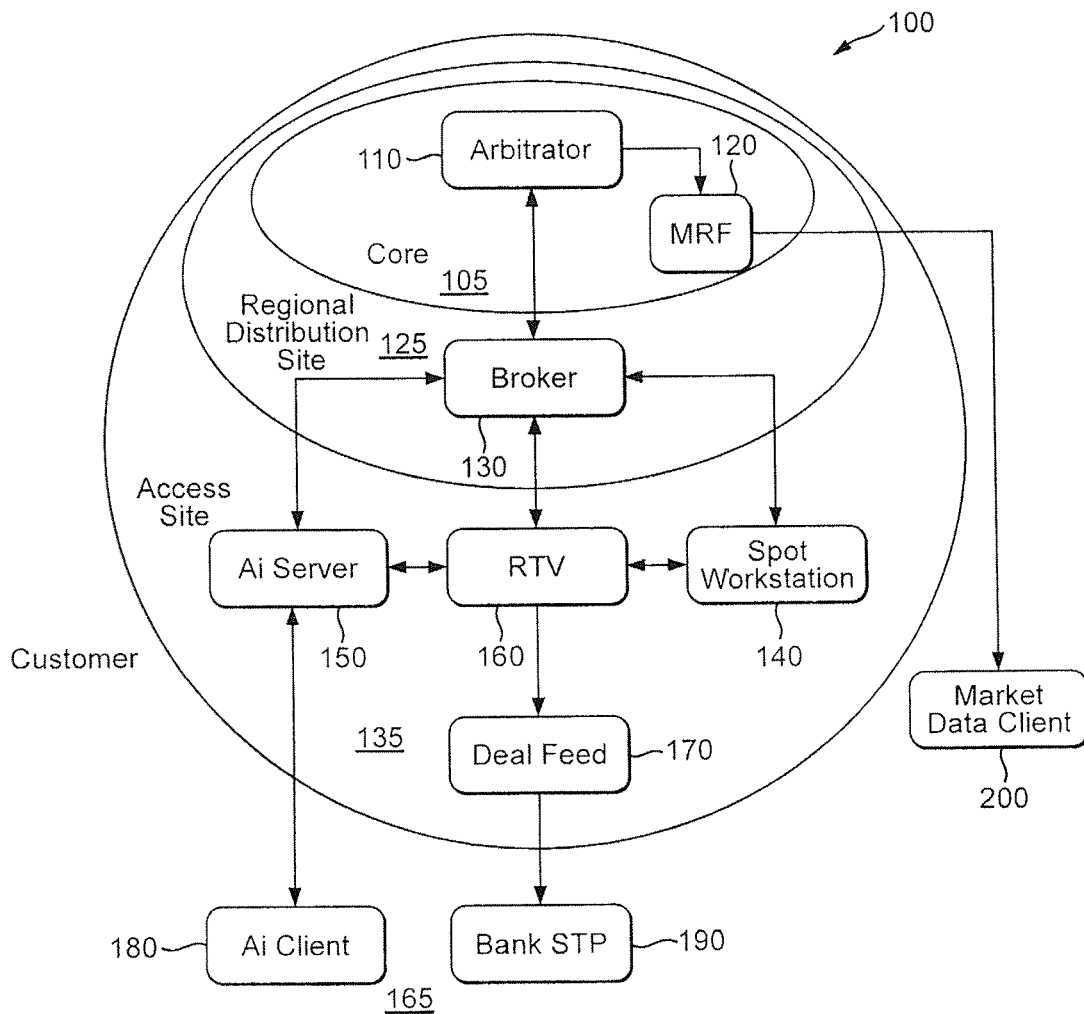 100
Arbitrator
110
120
MRF
Core
105
Regional
Distribution
Site
125
Broker
130
Access
Site
Ai Server
RTV
Spot
Workstation
150
160
140
Customer
Market
Data Client
135
Deal Feed
170
200
180
Ai Client
Bank STP
190
165